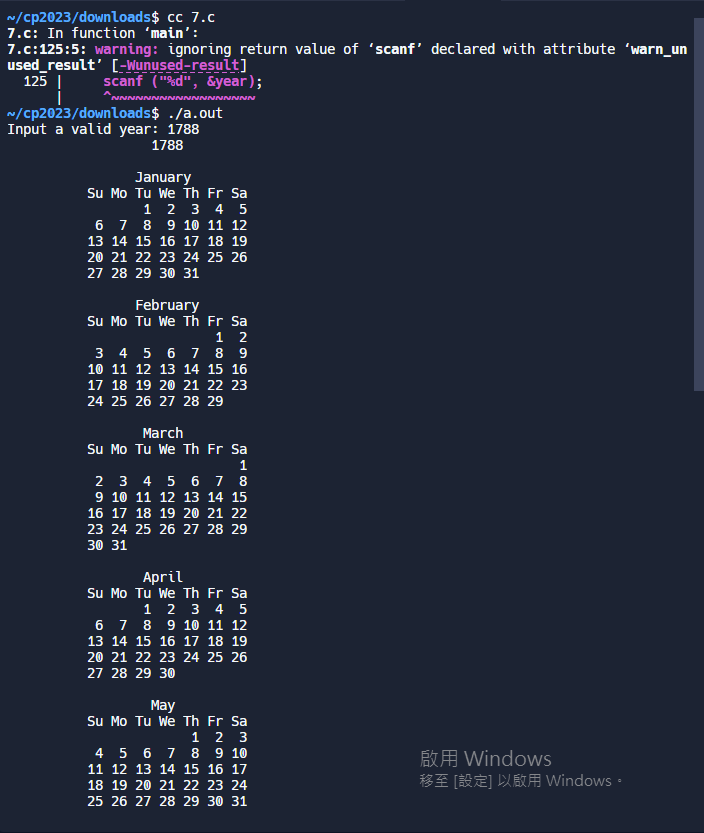 ~/cp2023/downloads$ cc 7.c
7.c: In function ‘main’:
7.c:125:5: warning: ignoring return value of ‘scanf’ declared with attribute ‘warn_un
used_result’ [-Wunused-result]
  125 |     scanf ("%d", &year);
      |     ^~~~~~~~~~~~~~~~~~~
~/cp2023/downloads$ ./a.out
Input a valid year: 1788
                  1788

                January
          Su Mo Tu We Th Fr Sa
                 1  2  3  4  5
           6  7  8  9 10 11 12
          13 14 15 16 17 18 19
          20 21 22 23 24 25 26
          27 28 29 30 31

                February
          Su Mo Tu We Th Fr Sa
                          1  2
           3  4  5  6  7  8  9
          10 11 12 13 14 15 16
          17 18 19 20 21 22 23
          24 25 26 27 28 29

                 March
          Su Mo Tu We Th Fr Sa
                             1
           2  3  4  5  6  7  8
           9 10 11 12 13 14 15
          16 17 18 19 20 21 22
          23 24 25 26 27 28 29
          30 31

                 April
          Su Mo Tu We Th Fr Sa
                 1  2  3  4  5
           6  7  8  9 10 11 12
          13 14 15 16 17 18 19
          20 21 22 23 24 25 26
          27 28 29 30

                  May
          Su Mo Tu We Th Fr Sa
                       1  2  3
           4  5  6  7  8  9 10
          11 12 13 14 15 16 17
          18 19 20 21 22 23 24
          25 26 27 28 29 30 31
啟用 Windows
移至 [設定] 以啟用 Windows。